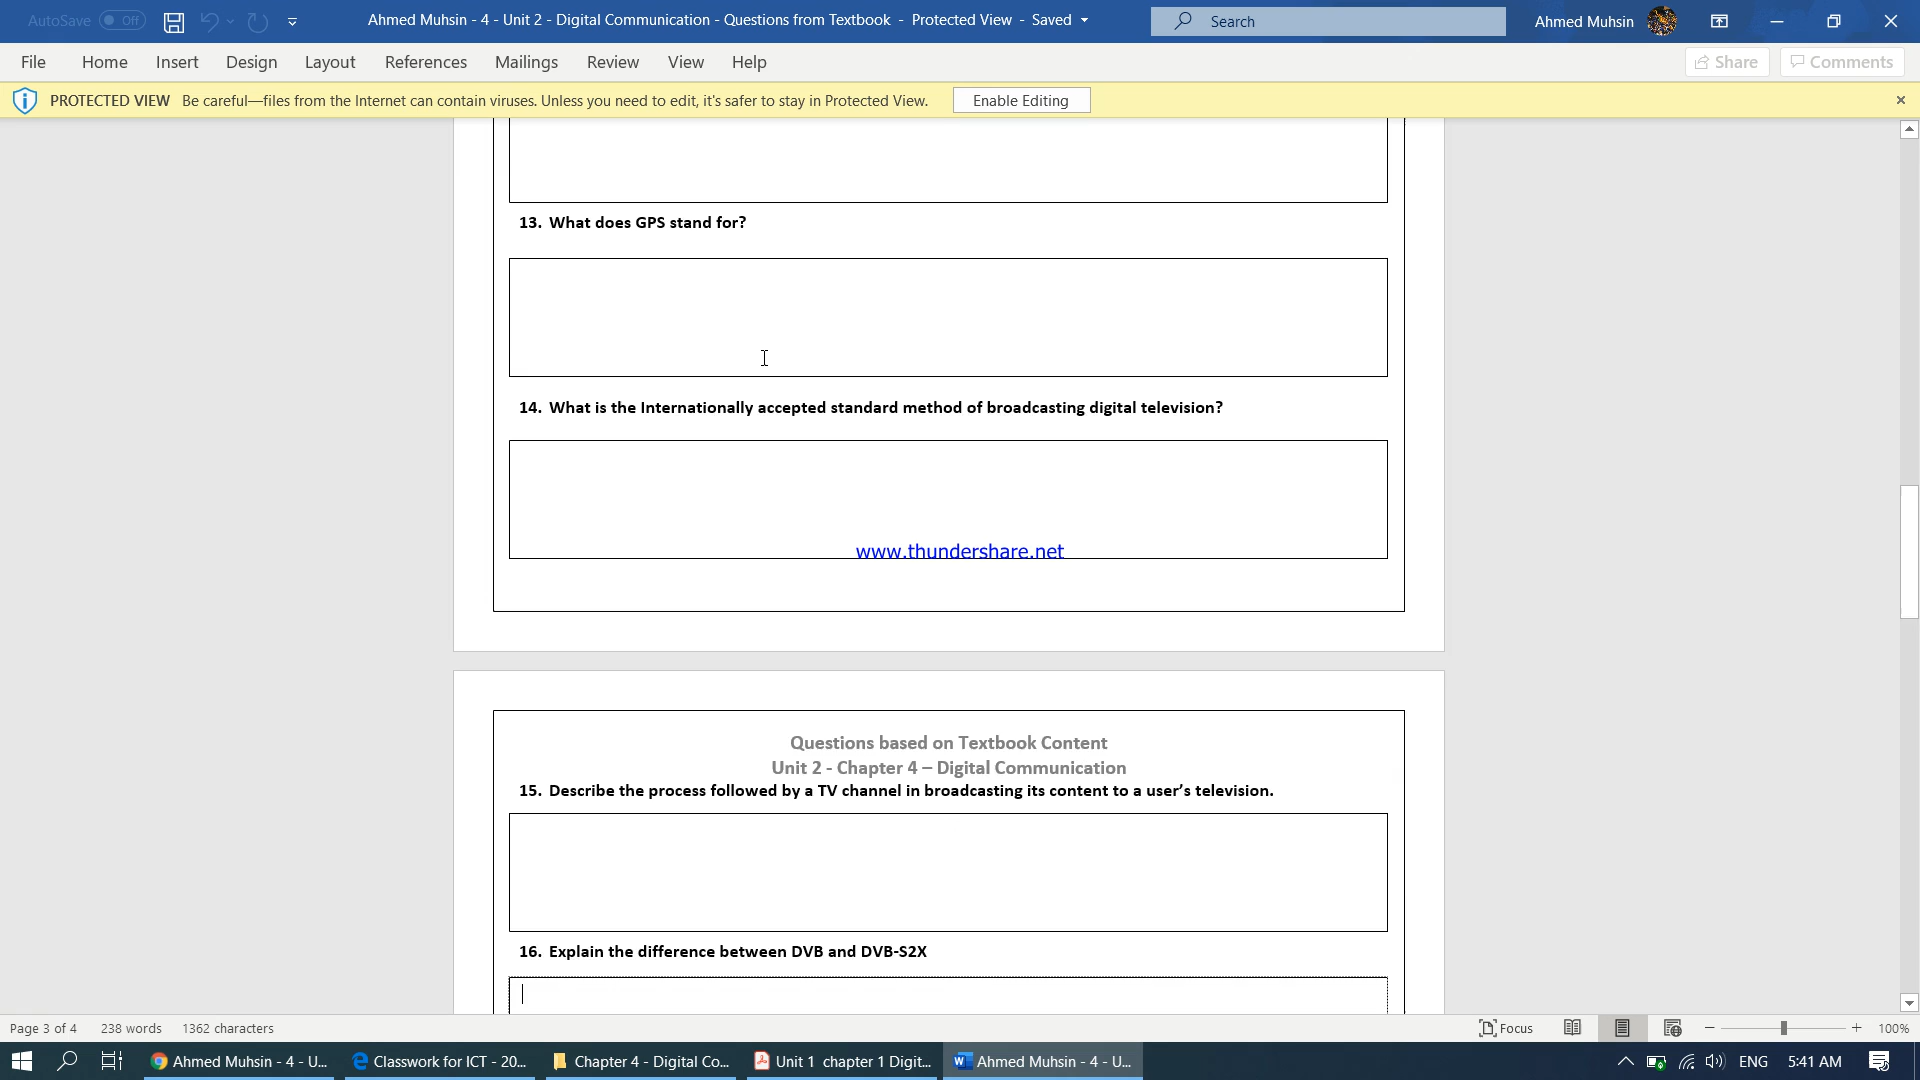 AutoSave Off
Ahmed Muhsin - 4 - Unit 2 - Digital Communication - Questions from Textbook - Protected View - Saved
Search
Ahmed Muhsin
File Home Insert Design Layout References Mailings Review View Help
Share Comments
PROTECTED VIEW Be careful—files from the Internet can contain viruses. Unless you need to edit, it's safer to stay in Protected View.
Enable Editing
13. What does GPS stand for?
14. What is the Internationally accepted standard method of broadcasting digital television?
www.thundershare.net
Questions based on Textbook Content
Unit 2 - Chapter 4 – Digital Communication
15. Describe the process followed by a TV channel in broadcasting its content to a user’s television.
16. Explain the difference between DVB and DVB-S2X
Page 3 of 4 238 words 1362 characters
Focus
100%
Ahmed Muhsin - 4 - U...
Classwork for ICT - 20...
Chapter 4 - Digital Co...
Unit 1 chapter 1 Digit...
Ahmed Muhsin - 4 - U...
ENG 5:41 AM